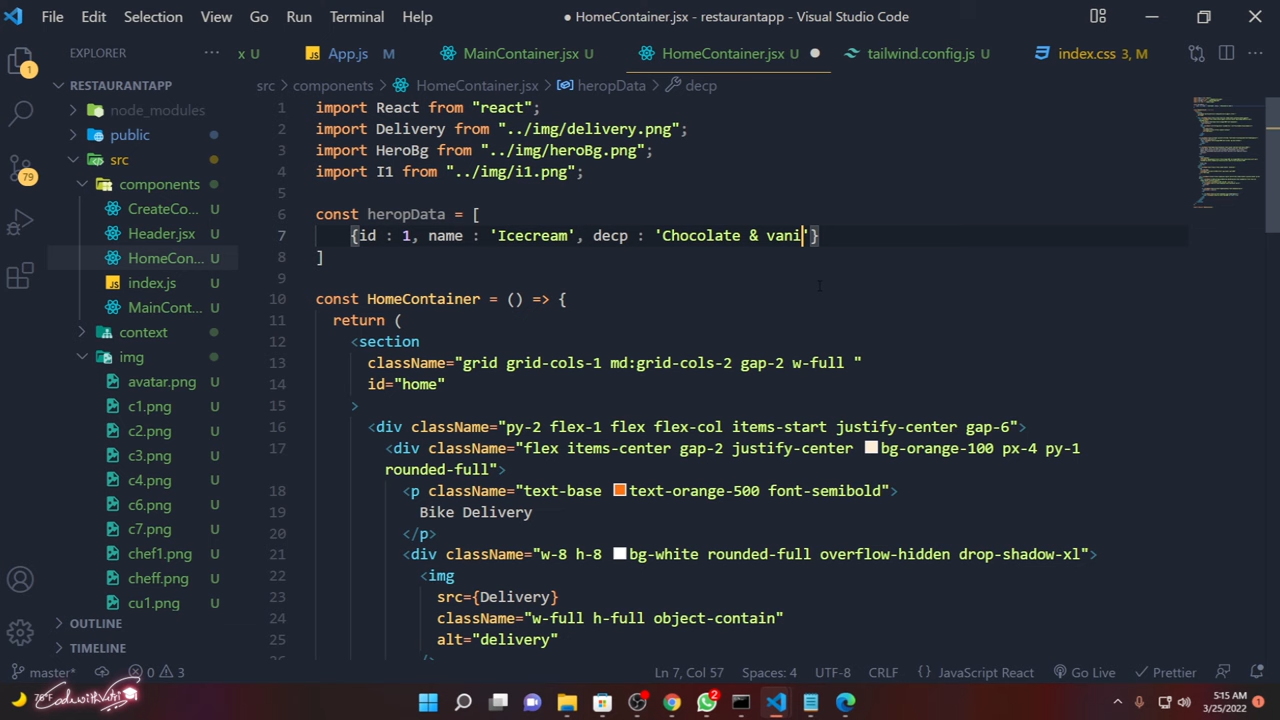 File Edit Selection View Go Run Terminal Help
● HomeContainer.jsx - restaurantapp - Visual Studio Code
EXPLORER ...
x U
App.js M
MainContainer.jsx U
HomeContainer.jsx U
tailwind.config.js U
index.css 3, M
src > components > HomeContainer.jsx > heropData > decp
RESTAURANTAPP
node_modules
public
src
components
CreateCo... U
Header.jsx U
HomeCon... U
index.js U
MainCont... U
context
img
avatar.png U
c1.png U
c2.png U
c3.png U
c4.png U
c6.png U
c7.png U
chef1.png U
cheff.png U
cu1.png U
OUTLINE
TIMELINE
1
79
1 import React from "react";
2 import Delivery from "../img/delivery.png";
3 import HeroBg from "../img/heroBg.png";
4 import I1 from "../img/i1.png";
5
6 const heropData = [
7 {id : 1, name : 'Icecream', decp : 'Chocolate & vani'}
8 ]
9
10 const HomeContainer = () => {
11 return (
12 <section
13 className="grid grid-cols-1 md:grid-cols-2 gap-2 w-full "
14 id="home"
15 >
16 <div className="py-2 flex-1 flex flex-col items-start justify-center gap-6">
17 <div className="flex items-center gap-2 justify-center bg-orange-100 px-4 py-1
rounded-full">
18 <p className="text-base text-orange-500 font-semibold">
19 Bike Delivery
20 </p>
21 <div className="w-8 h-8 bg-white rounded-full overflow-hidden drop-shadow-xl">
22 <img
23 src={Delivery}
24 className="w-full h-full object-contain"
25 alt="delivery"
26 />
master* 0 3
Ln 7, Col 57 Spaces: 4 UTF-8 CRLF {} JavaScript React Go Live Prettier
76°F
CodewithVetri
2
5:15 AM
3/25/2022